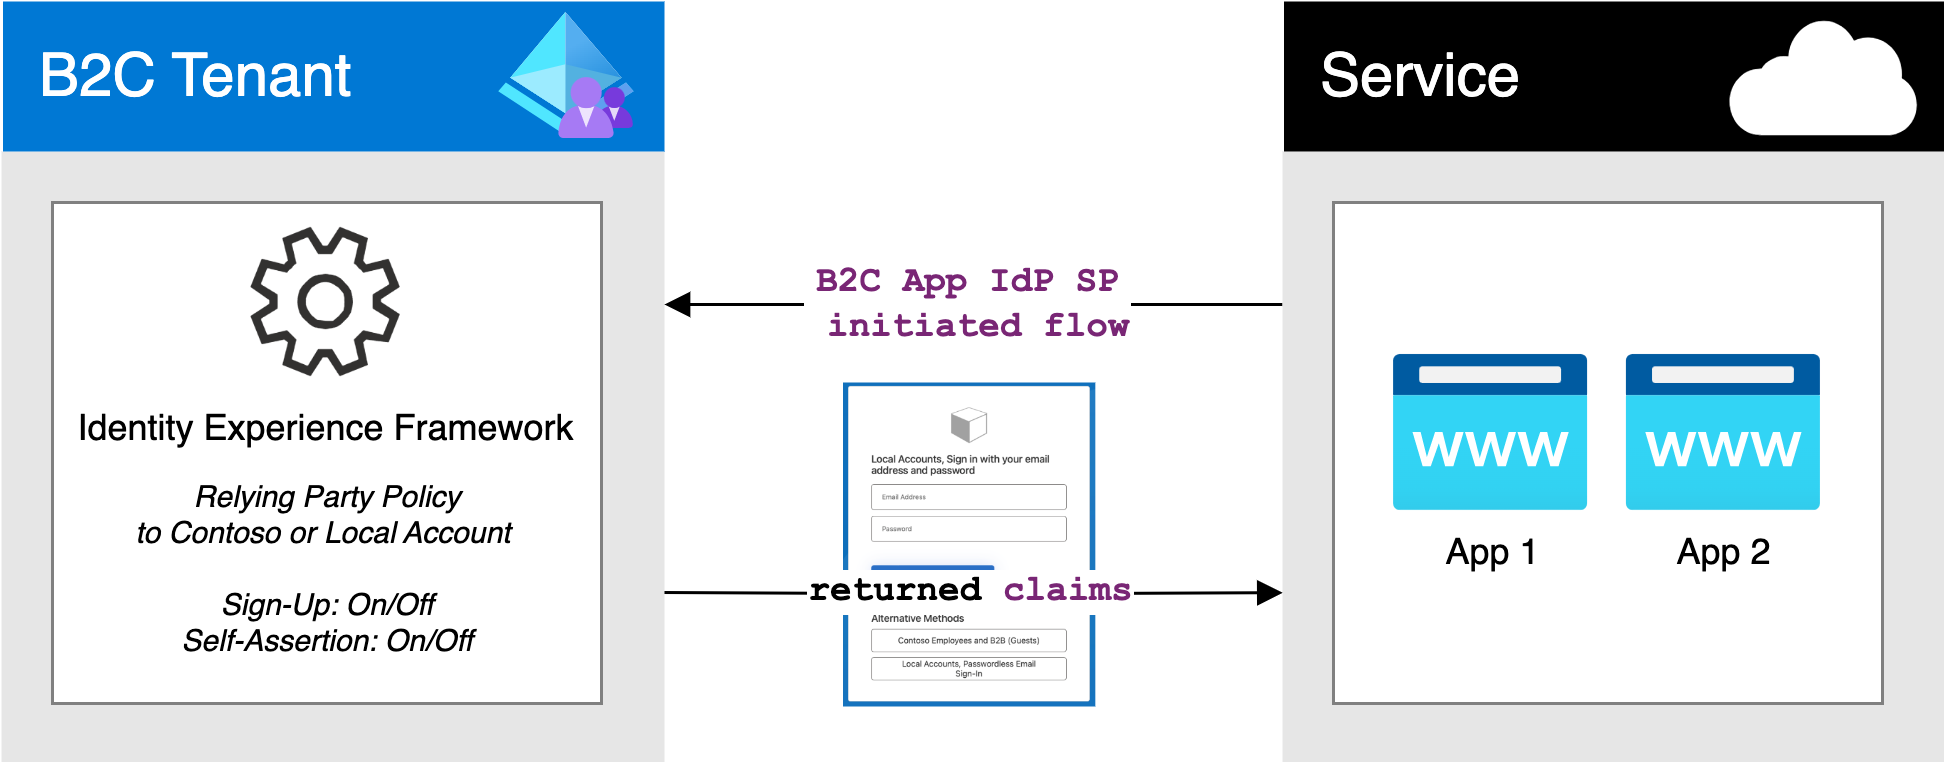 B2C Tenant
Identity Experience Framework
Relying Party Policy
to Contoso or Local Account
Sign-Up: On/Off
Self-Assertion: On/Off
B2C App IdP SP
initiated flow
Local Accounts, Sign in with your email
address and password
Email Address
Password
returned claims
Alternative Methods
Contoso Employees and B2B (Guests)
Local Accounts, Passwordless Email
Sign-In
Service
WWW
WWW
App 1
App 2